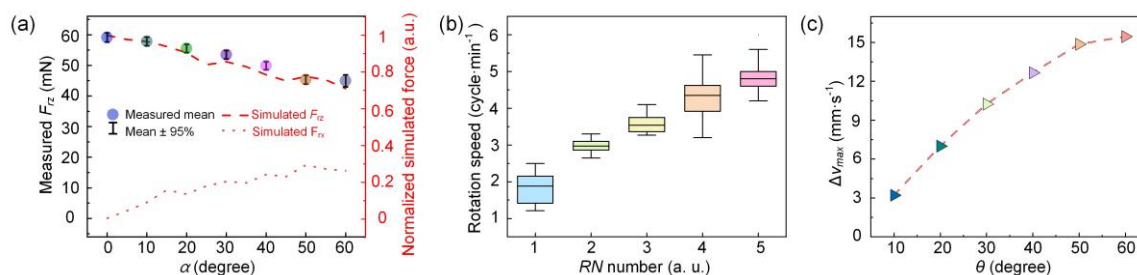 (a)
Measured F_rz (mN)
70
60
50
40
30
20
10
0
0 10 20 30 40 50 60
α (degree)
Measured mean
Mean ± 95%
Simulated F_rz
Simulated F_rx
1
0.8
0.6
0.4
0.2
0
Normalized simulated force (a.u.)
(b)
Rotation speed (cycle·min⁻¹)
6
5
4
3
2
1
1 2 3 4 5
RN number (a. u.)
(c)
Δv_max (mm·s⁻¹)
15
12
9
6
3
0
10 20 30 40 50 60
θ (degree)